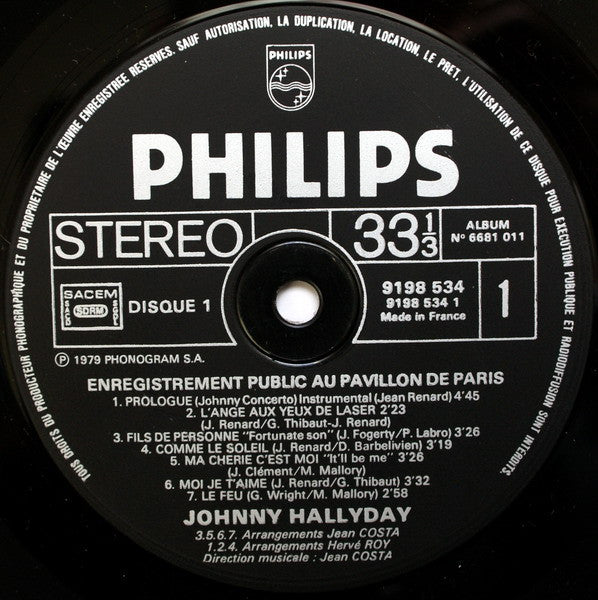 TOUS DROITS DU PRODUCTEUR PHONOGRAPHIQUE ET DU PROPRIETAIRE DE L'ŒUVRE ENREGISTREE RESERVES. SAUF AUTORISATION, LA DUPLICATION, LA LOCATION, LE PRET, L'UTILISATION DE CE DISQUE POUR EXECUTION PUBLIQUE ET RADIODIFFUSION SONT INTERDITS.
PHILIPS
PHILIPS
STEREO
33 1/3
ALBUM
N° 6681 011
SACEM
SDRM
DISQUE 1
9198 534
9198 534 1
Made in France
1
℗ 1979 PHONOGRAM S.A.
ENREGISTREMENT PUBLIC AU PAVILLON DE PARIS
1. PROLOGUE (Johnny Concerto) Instrumental (Jean Renard) 4'45
2. L'ANGE AUX YEUX DE LASER 2'23
(J. Renard/G. Thibaut-J. Renard)
3. FILS DE PERSONNE "Fortunate son" (J. Fogerty/P. Labro) 3'26
4. COMME LE SOLEIL (J. Renard/D. Barbelivien) 3'19
5. MA CHERIE C'EST MOI "It'll be me" 3'26
(J. Clément/M. Mallory)
6. MOI JE T'AIME (J. Renard/G. Thibaut) 3'32
7. LE FEU (G. Wright/M. Mallory) 2'58
JOHNNY HALLYDAY
3.5.6.7. Arrangements Jean COSTA
1.2.4. Arrangements Hervé ROY
Direction musicale : Jean COSTA